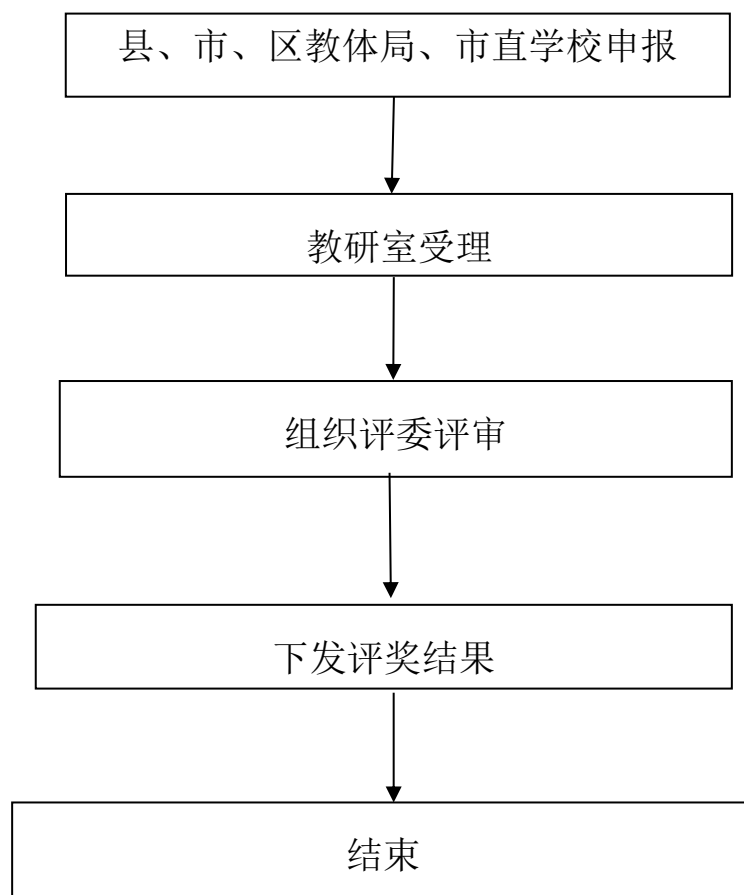 县、市、区教体局、市直学校申报
教研室受理
组织评委评审
下发评奖结果
结束